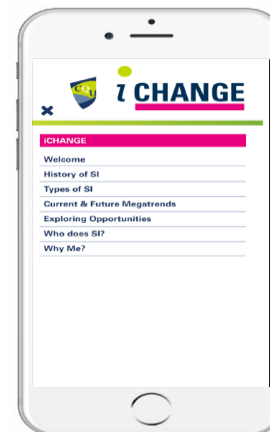 CQU
i CHANGE
iCHANGE
Welcome
History of SI
Types of SI
Current & Future Megatrends
Exploring Opportunities
Who does SI?
Why Me?